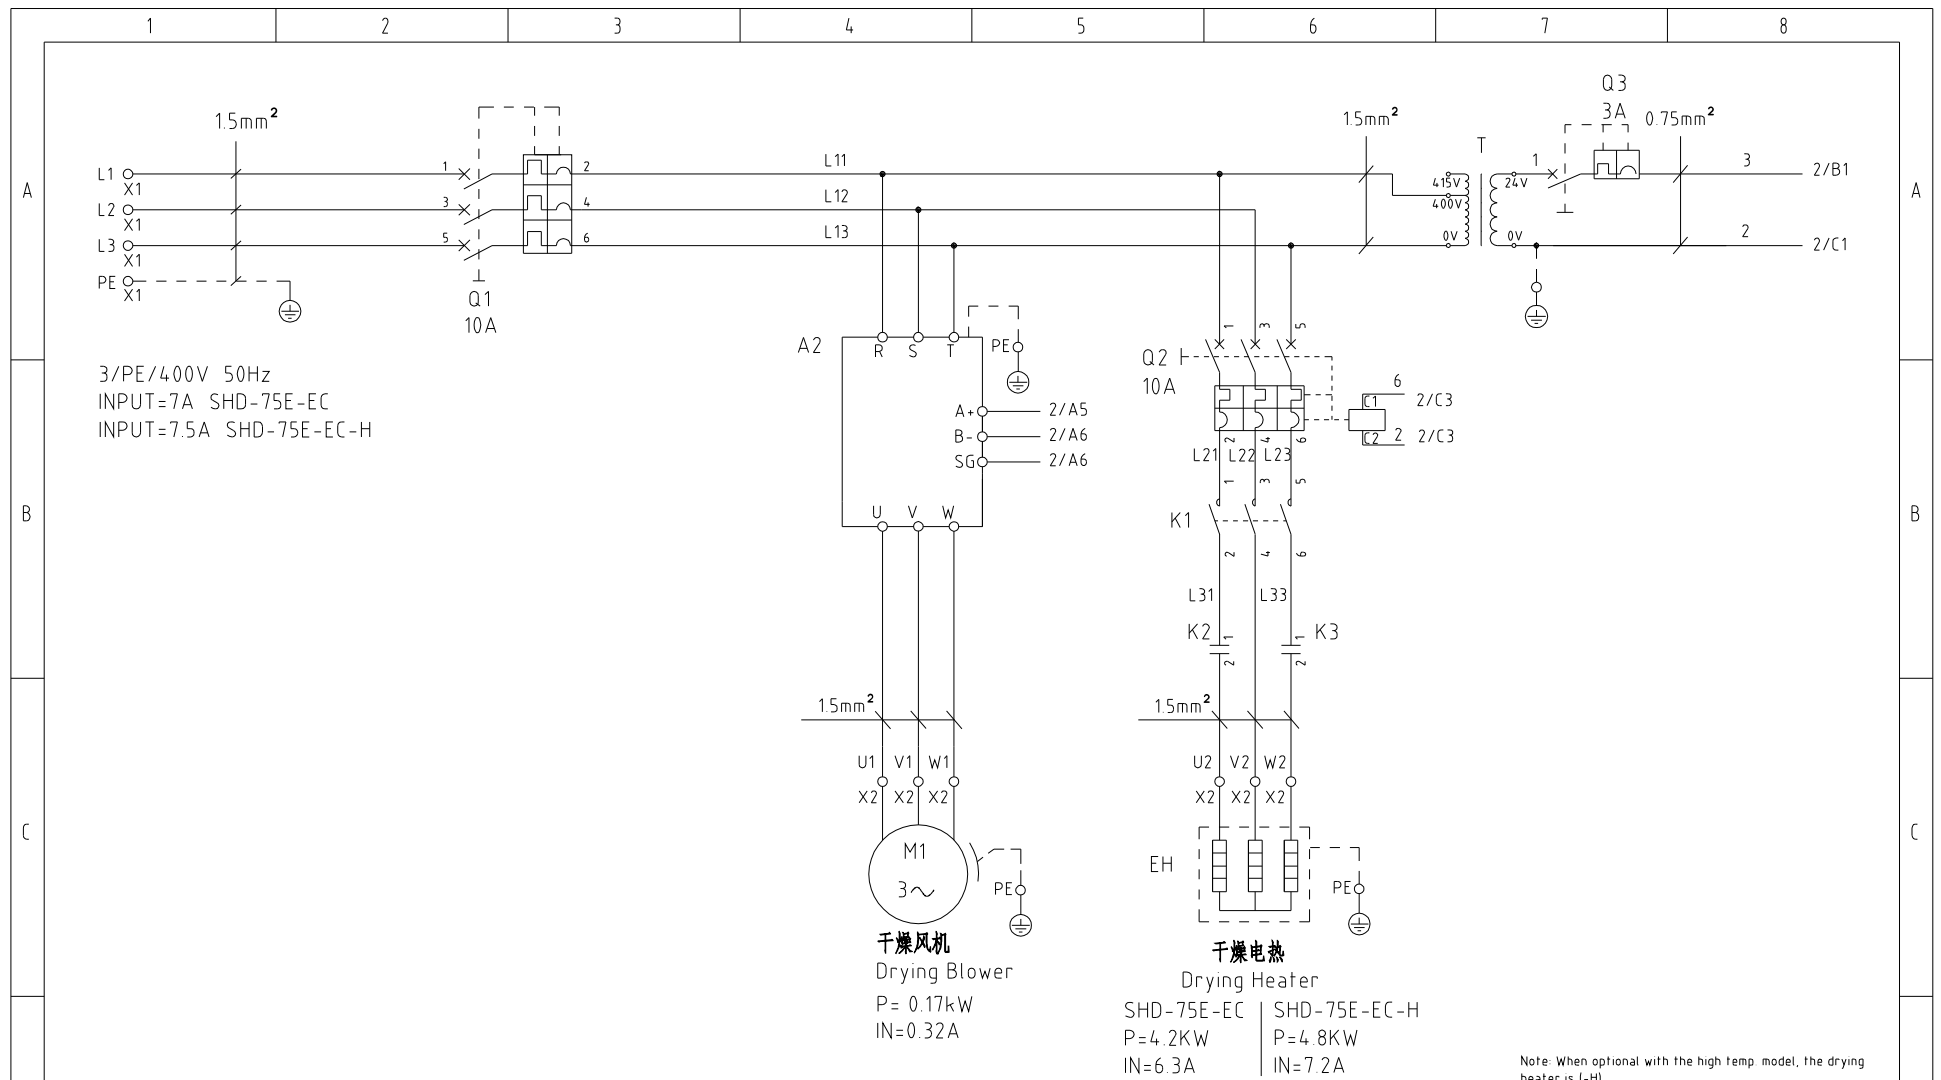 1 2 3 4 5 6 7 8
Q3
3A
1.5mm²
1.5mm²
0.75mm²
T
A
A
L1
X1
1
2
L11
415V
24V
1
3
2/B1
L2
X1
3
4
L12
400V
L3
X1
5
6
L13
0V
0V
2
2/C1
PE
X1
Q1
10A
3/PE/400V 50Hz
INPUT=7A SHD-75E-EC
INPUT=7.5A SHD-75E-EC-H
A2
R S T
PE
A+
2/A5
B-
2/A6
SG
2/A6
U V W
1 3 5
Q2
10A
2 4 6
L21 L22 L23
6
C1
2/C3
C2
2
2/C3
B
B
1 3 5
K1
2 4 6
L31 L33
K2
1
2
1
2
K3
1.5mm²
1.5mm²
U1 V1 W1
X2 X2 X2
U2 V2 W2
X2 X2 X2
C
C
M1
3~
PE
EH
PE
干燥风机
Drying Blower
P= 0.17kW
IN=0.32A
干燥电热
Drying Heater
SHD-75E-EC
P=4.2KW
IN=6.3A
SHD-75E-EC-H
P=4.8KW
IN=7.2A
Note: When optional with the high temp. model, the drying
heater is (-H)